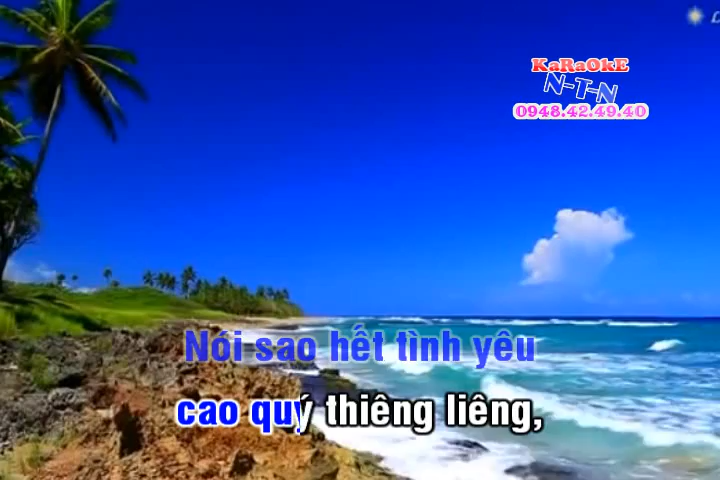 KaRaOkE
N-T-N
0948.42.49.40
Nói sao hết tình yêu
cao quý thiêng liêng,